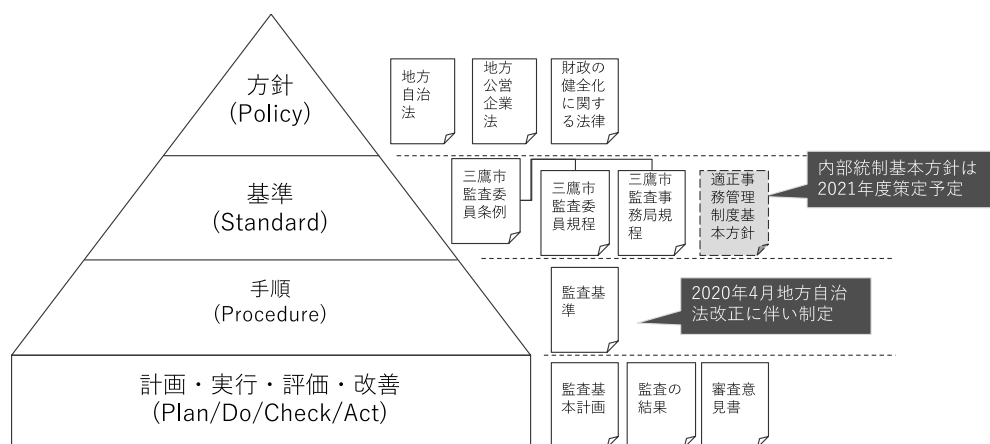 方針
(Policy)
地方
自治
法
地方
公営
企業
法
財政の
健全化
に関す
る法律
基準
(Standard)
三鷹市
監査委
員条例
三鷹市
監査委
員規程
三鷹市
監査事
務局規
程
適正事
務管理
制度基
本方針
内部統制基本方針は
2021年度策定予定
手順
(Procedure)
監査基
準
2020年4月地方自治
法改正に伴い制定
計画・実行・評価・改善
(Plan/Do/Check/Act)
監査基
本計画
監査の
結果
審査意
見書